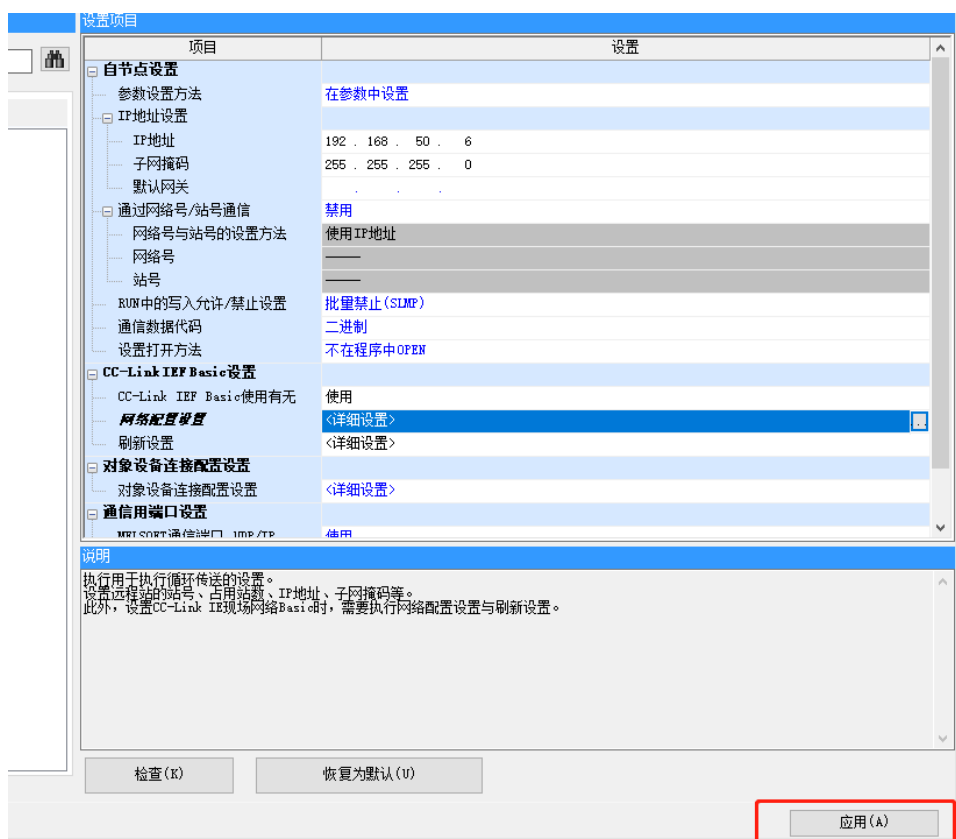 设置项目
项目 设置
自节点设置
参数设置方法 在参数中设置
IP地址设置
IP地址 192 . 168 . 50 . 6
子网掩码 255 . 255 . 255 . 0
默认网关 . . .
通过网络号/站号通信 禁用
网络号与站号的设置方法 使用IP地址
网络号 ——
站号 ——
RUN中的写入允许/禁止设置 批量禁止(SLMP)
通信数据代码 二进制
设置打开方法 不在程序中OPEN
CC-Link IEF Basic设置
CC-Link IEF Basic使用有无 使用
网络配置设置 <详细设置> ...
刷新设置 <详细设置>
对象设备连接配置设置
对象设备连接配置设置 <详细设置>
通信用端口设置
MELSOFT通信端口 UDP/IP 使用
说明
执行用于执行循环传送的设置。
设置远程站的站号、占用站数、IP地址、子网掩码等。
此外，设置CC-Link IE现场网络Basic时，需要执行网络配置设置与刷新设置。
检查(K) 恢复为默认(U)
应用(A)